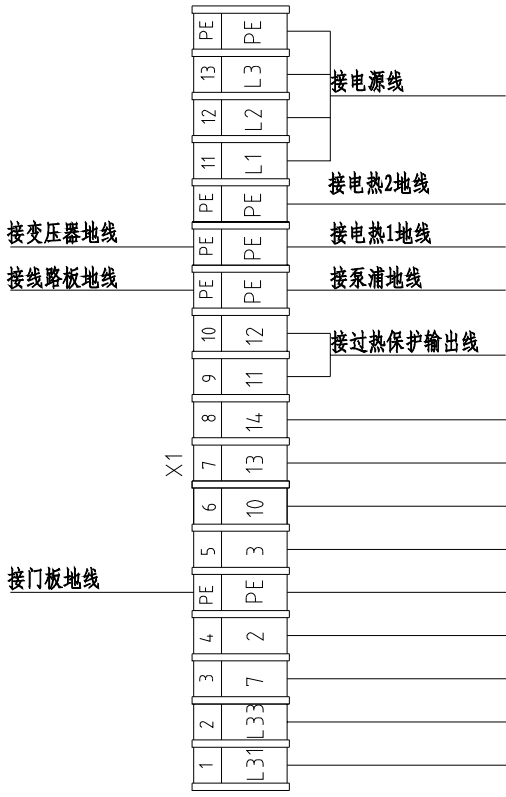 PE PE
13 L3
接电源线
12 L2
11 L1
接电热2地线
PE PE
接变压器地线
PE PE
接电热1地线
接线路板地线
PE PE
接泵浦地线
10 12
接过热保护输出线
9 11
8 14
X1
7 13
6 10
5 3
接门板地线
PE PE
4 2
3 7
2 L33
1 L31